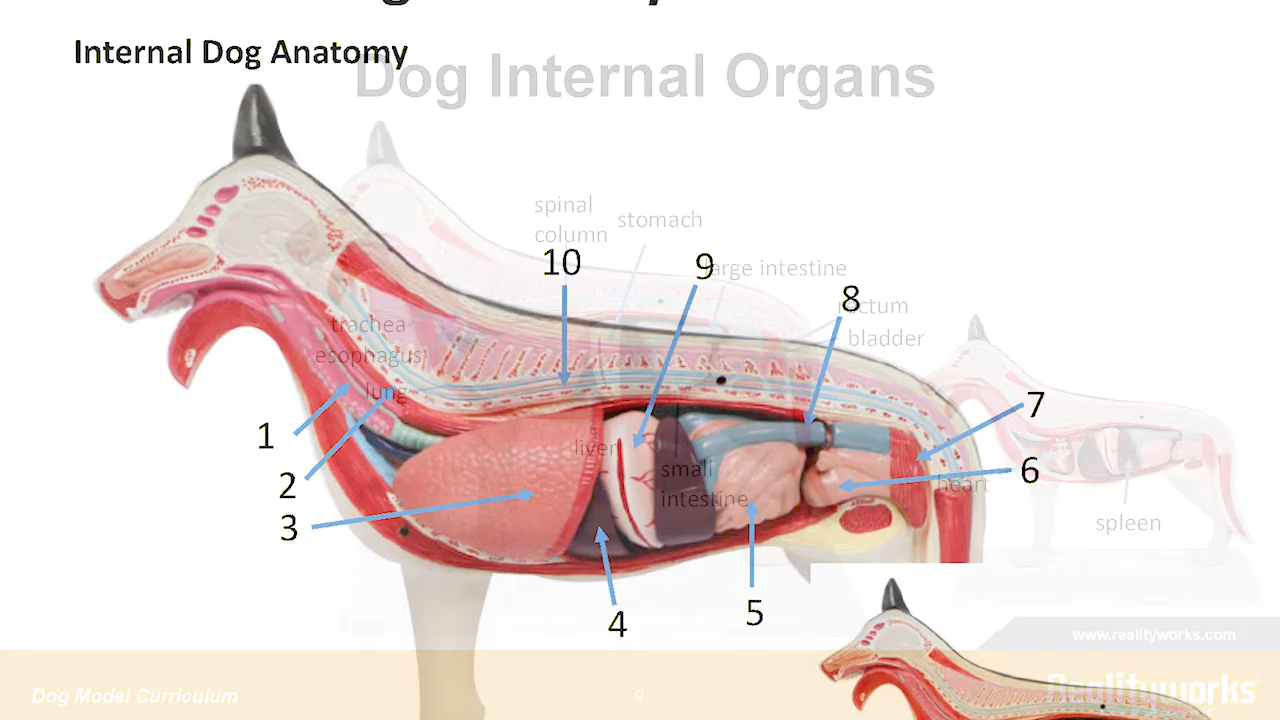 Internal Dog Anatomy
Dog Internal Organs
spinal
column
stomach
10
9
large intestine
8
rectum
bladder
trachea
esophagus
lung
1
2
3
liver
small
intestine
7
6
heart
spleen
4
5
www.realityworks.com
Dog Model Curriculum
9
Realityworks